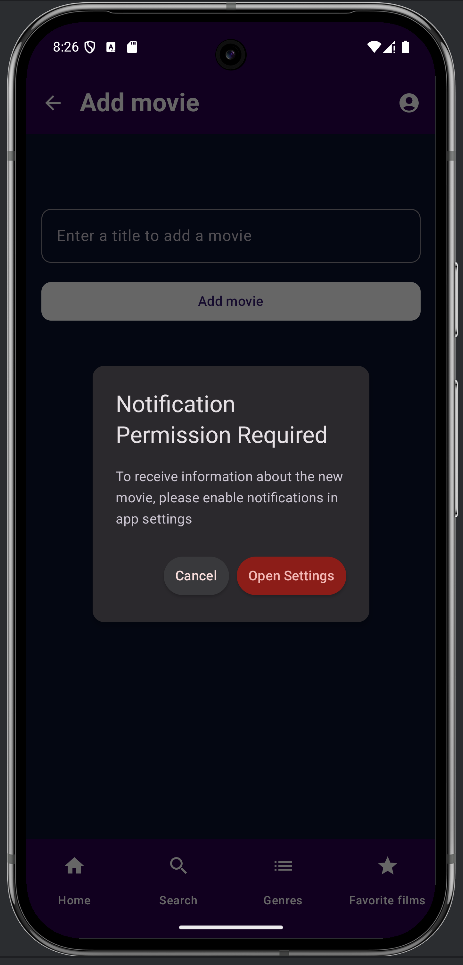 8:26
Add movie
Enter a title to add a movie
Add movie
Notification
Permission Required
To receive information about the new
movie, please enable notifications in
app settings
Cancel Open Settings
Home Search Genres Favorite films